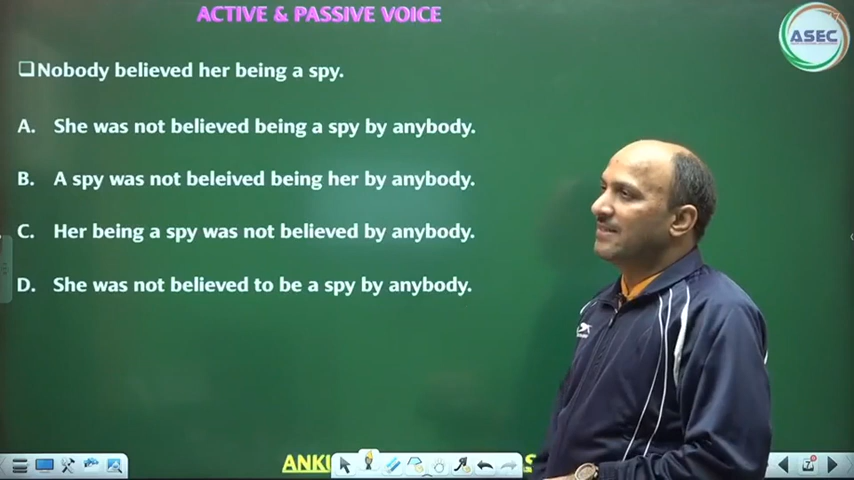 ACTIVE & PASSIVE VOICE
ASEC
❑Nobody believed her being a spy.
A. She was not believed being a spy by anybody.
B. A spy was not beleived being her by anybody.
C. Her being a spy was not believed by anybody.
D. She was not believed to be a spy by anybody.